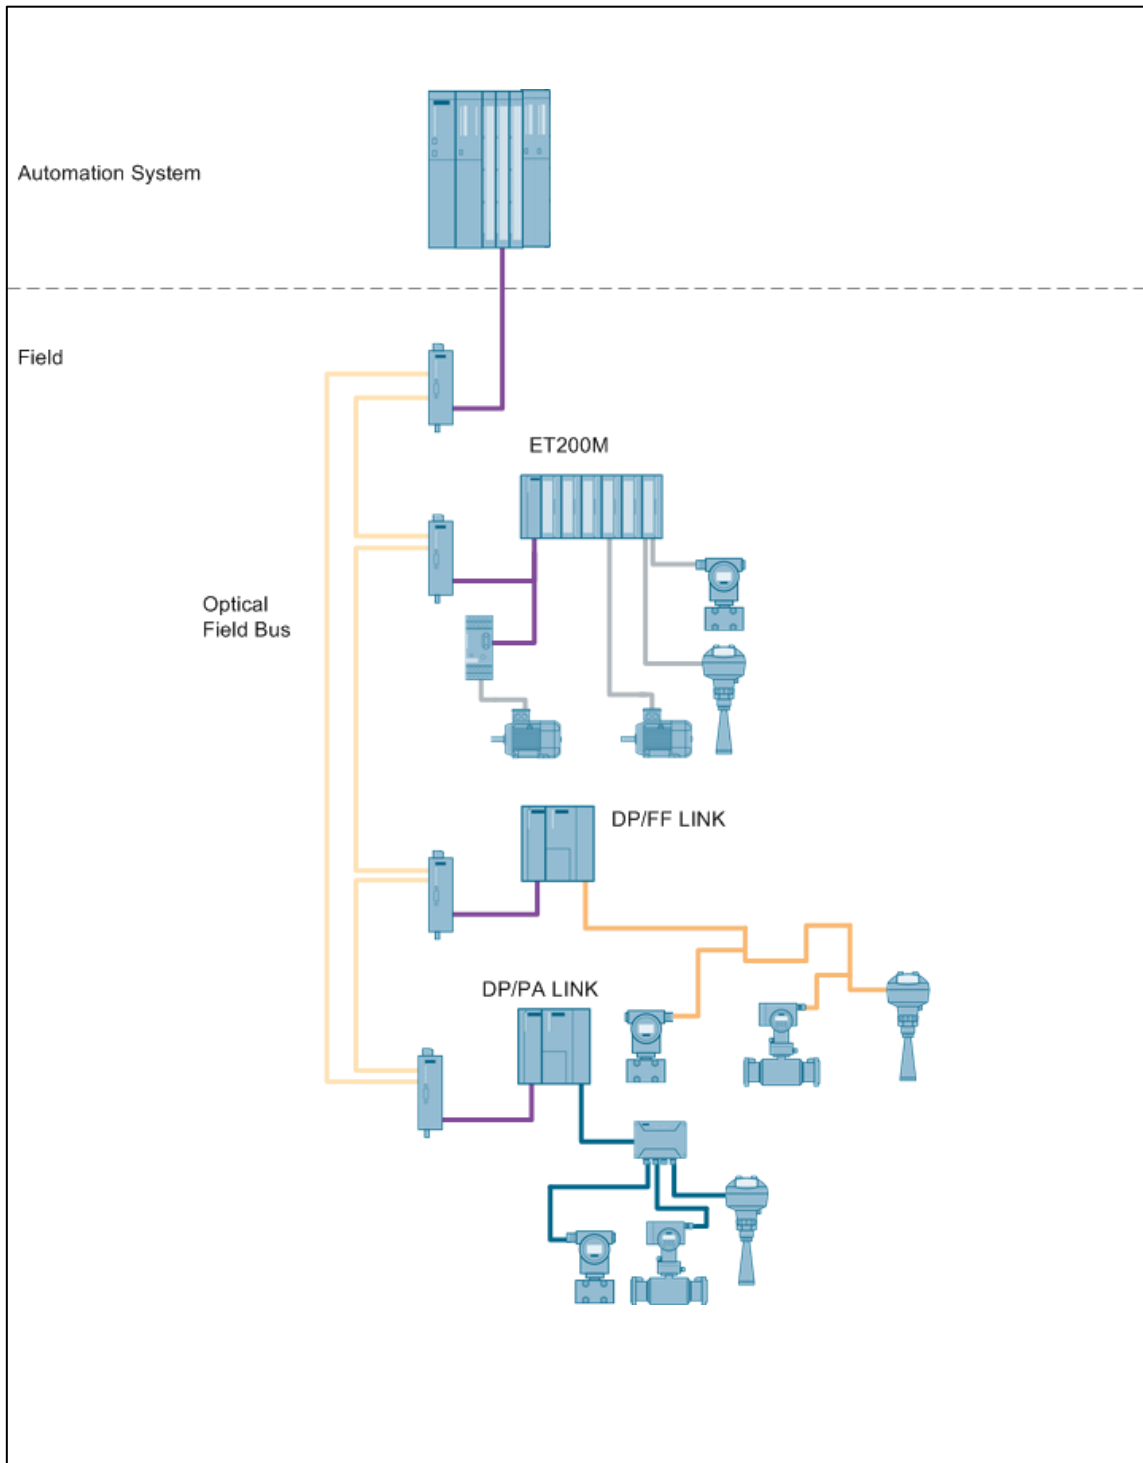 Automation System
Field
ET200M
Optical
Field Bus
DP/FF LINK
DP/PA LINK